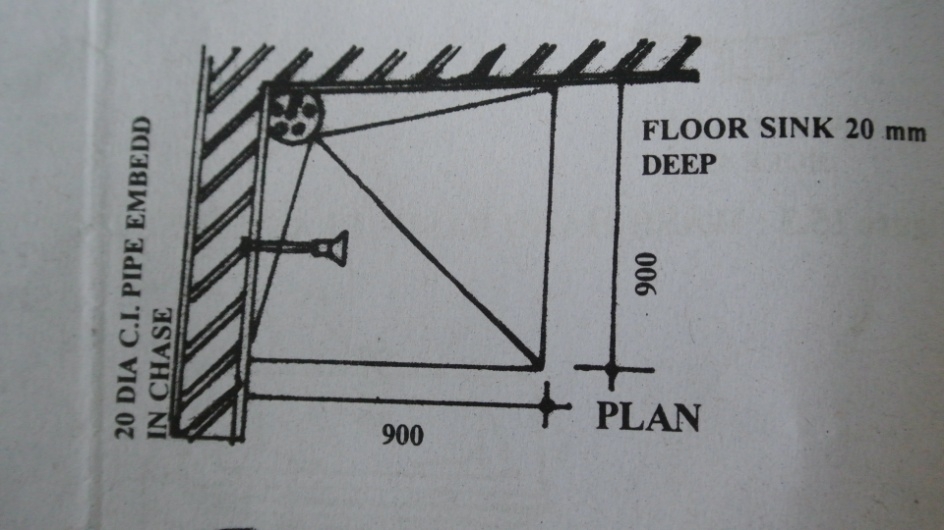 20 DIA C.I. PIPE EMBEDD
IN CHASE
FLOOR SINK 20 mm
DEEP
900
900
PLAN